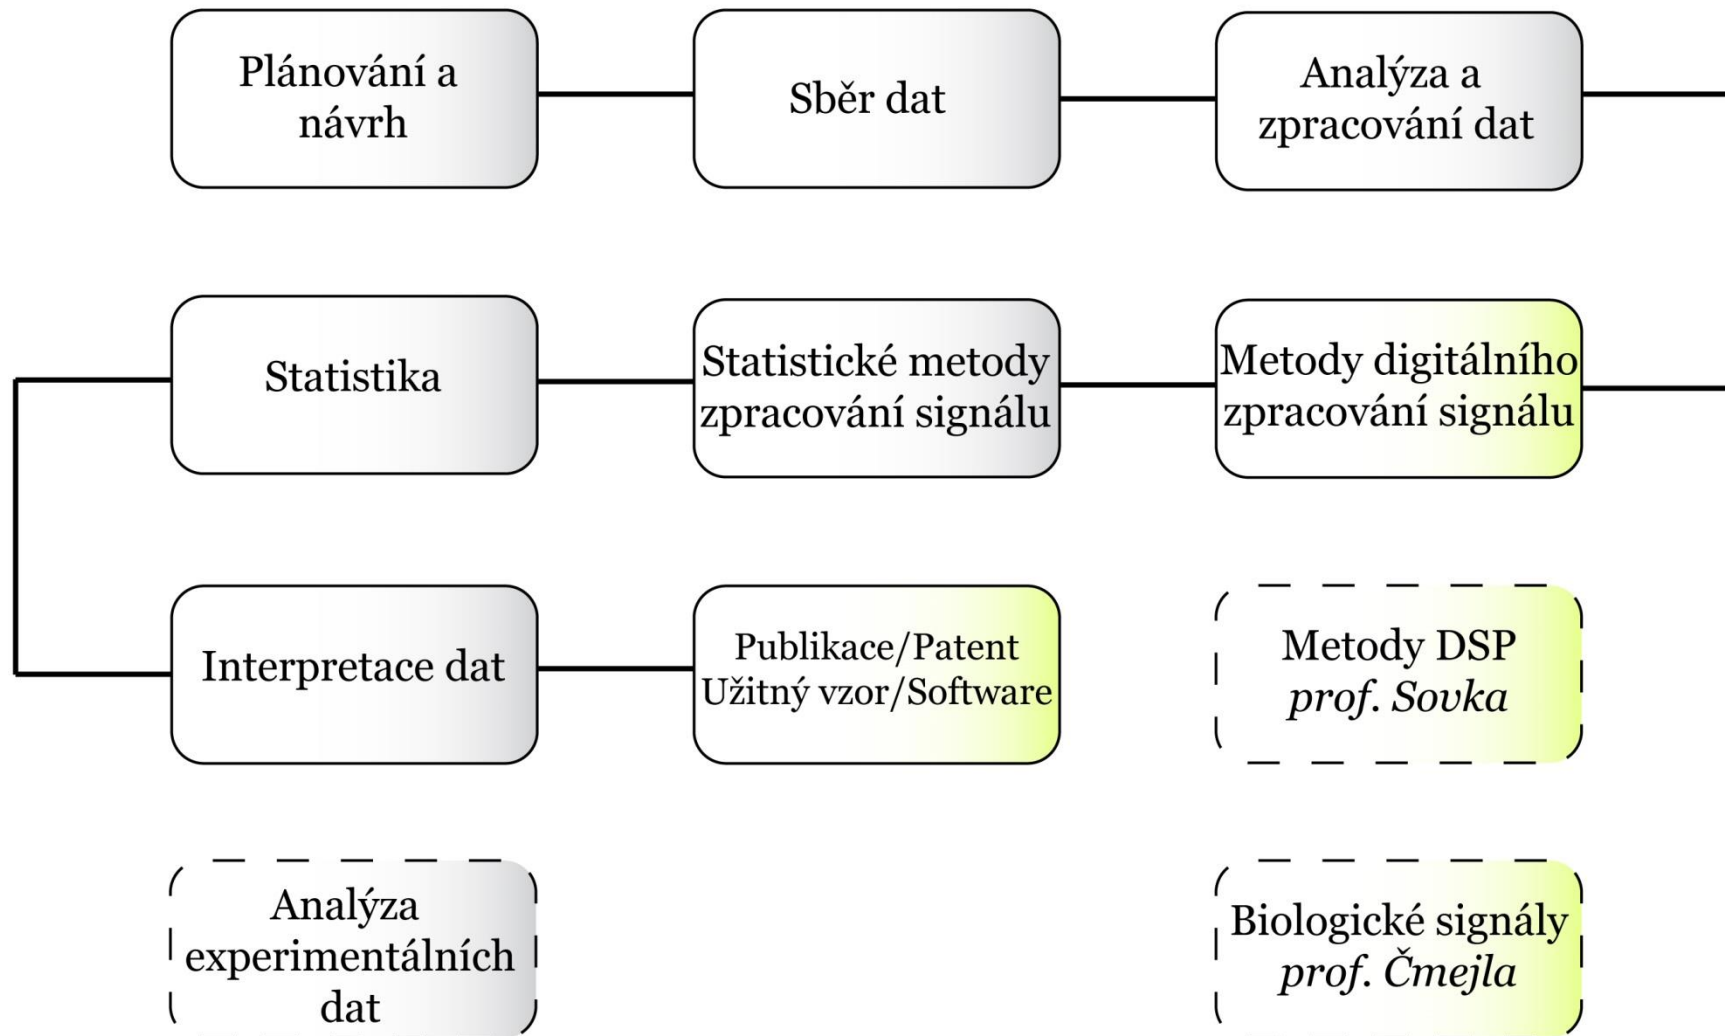 Plánování a
návrh
Sběr dat
Analýza a
zpracování dat
Statistika
Statistické metody
zpracování signálu
Metody digitálního
zpracování signálu
Interpretace dat
Publikace/Patent
Užitný vzor/Software
Metody DSP
prof. Sovka
Analýza
experimentálních
dat
Biologické signály
prof. Čmejla